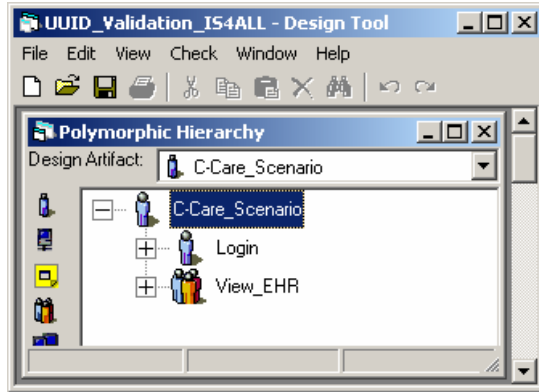 UUID_Validation_IS4ALL - Design Tool
File Edit View Check Window Help
Polymorphic Hierarchy
Design Artifact: C-Care_Scenario
C-Care_Scenario
Login
View_EHR